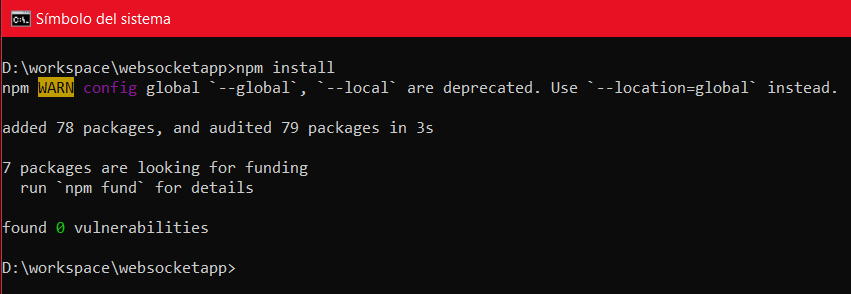 Símbolo del sistema
D:\workspace\websocketapp>npm install
npm WARN config global `--global`, `--local` are deprecated. Use `--location=global` instead.
added 78 packages, and audited 79 packages in 3s
7 packages are looking for funding
  run `npm fund` for details
found 0 vulnerabilities
D:\workspace\websocketapp>